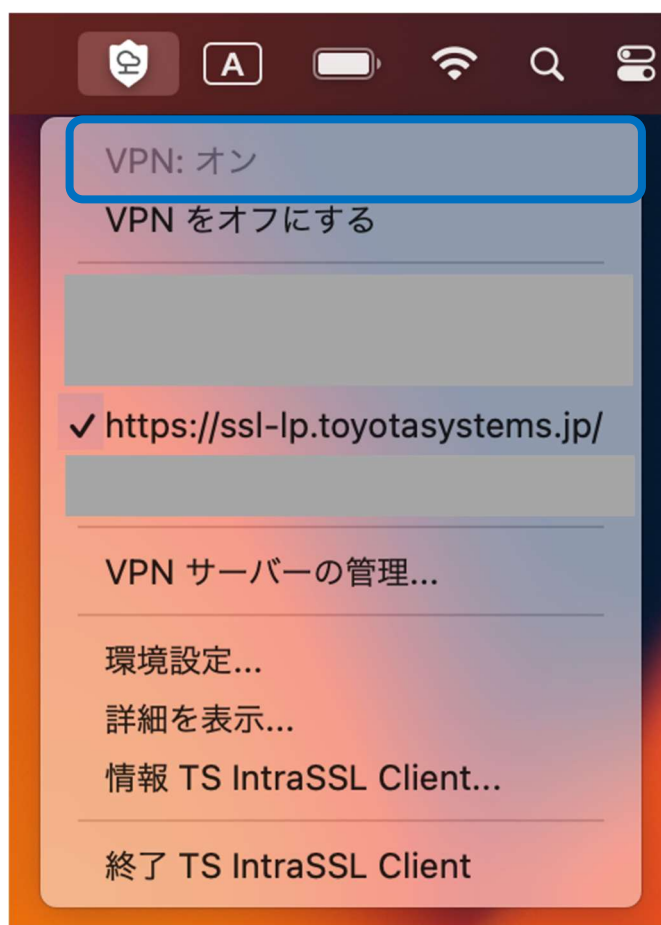 A
VPN: オン
VPN をオフにする
https://ssl-lp.toyotasystems.jp/
VPN サーバーの管理...
環境設定...
詳細を表示...
情報 TS IntraSSL Client...
終了 TS IntraSSL Client